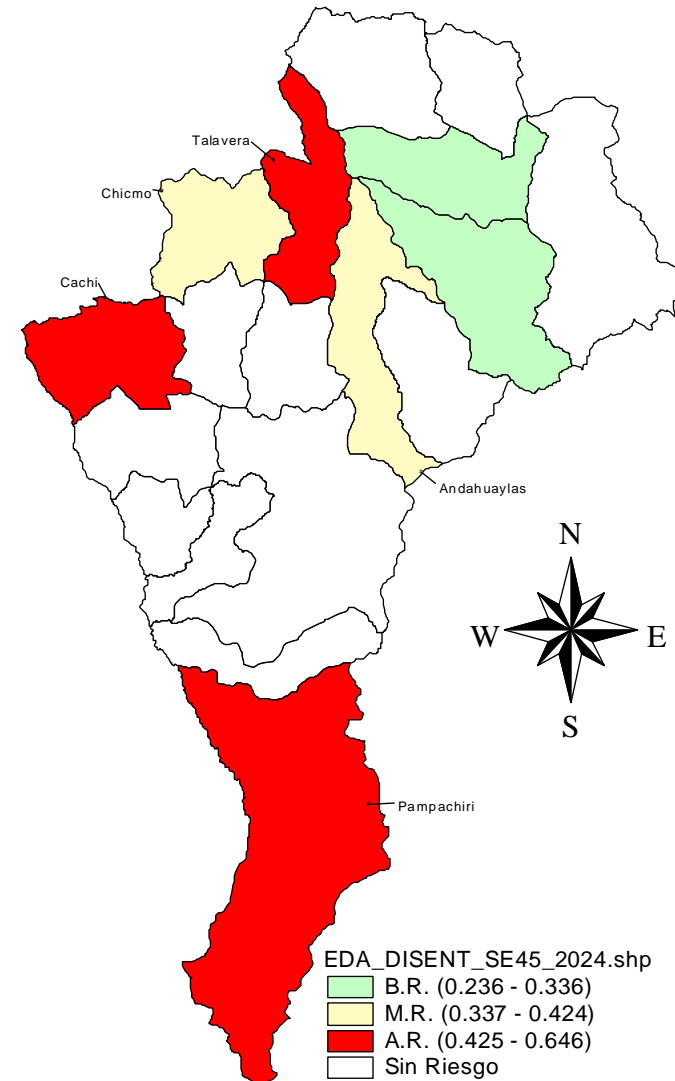 Talavera
Chicmo
Cachi
Andahuaylas
N
W E
S
Pampachiri
EDA_DISENT_SE45_2024.shp
B.R. (0.236 - 0.336)
M.R. (0.337 - 0.424)
A.R. (0.425 - 0.646)
Sin Riesgo